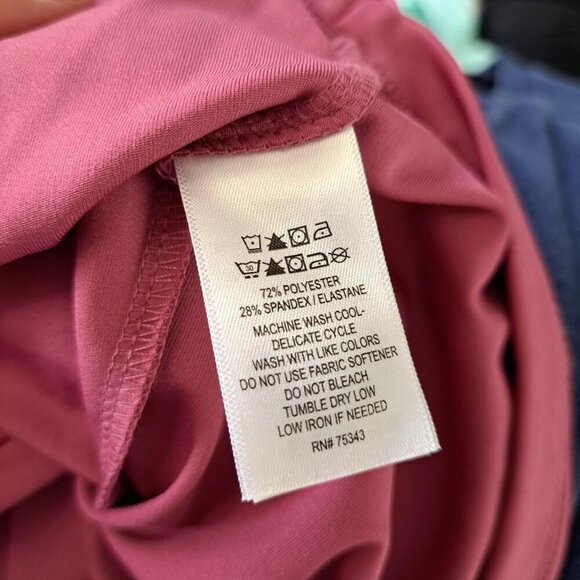 30
72% POLYESTER
28% SPANDEX / ELASTANE
MACHINE WASH COOL-
DELICATE CYCLE
WASH WITH LIKE COLORS
DO NOT USE FABRIC SOFTENER
DO NOT BLEACH
TUMBLE DRY LOW
LOW IRON IF NEEDED
RN# 75343